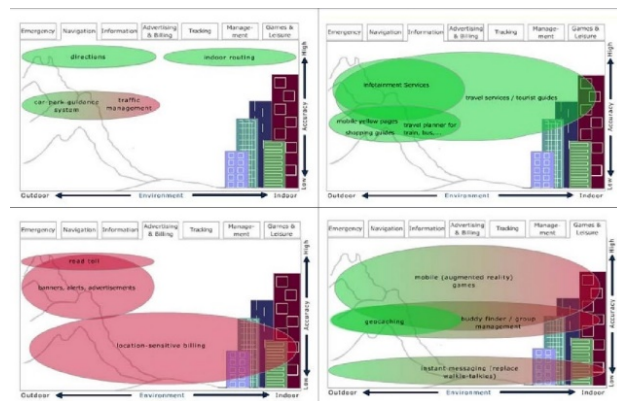 Emergency Navigation Information Advertising & Billing Tracking Manage-ment Games & Leisure
directions
indoor routing
car-park-guidance system
traffic management
High
Accuracy
Low
Outdoor Environment Indoor
Emergency Navigation Information Advertising & Billing Tracking Manage-ment Games & Leisure
infotainment Services
travel services / tourist guides
mobile yellow pages
shopping guides
travel planner for
train, bus,...
High
Accuracy
Low
Outdoor Environment Indoor
Emergency Navigation Information Advertising & Billing Tracking Manage-ment Games & Leisure
road toll
banners, alerts, advertisements
location-sensitive billing
High
Accuracy
Low
Outdoor Environment Indoor
Emergency Navigation Information Advertising & Billing Tracking Manage-ment Games & Leisure
mobile (augmented reality)
games
geocaching
buddy finder / group
management
instant-messaging (replace
walkie-talkies)
High
Accuracy
Low
Outdoor Environment Indoor